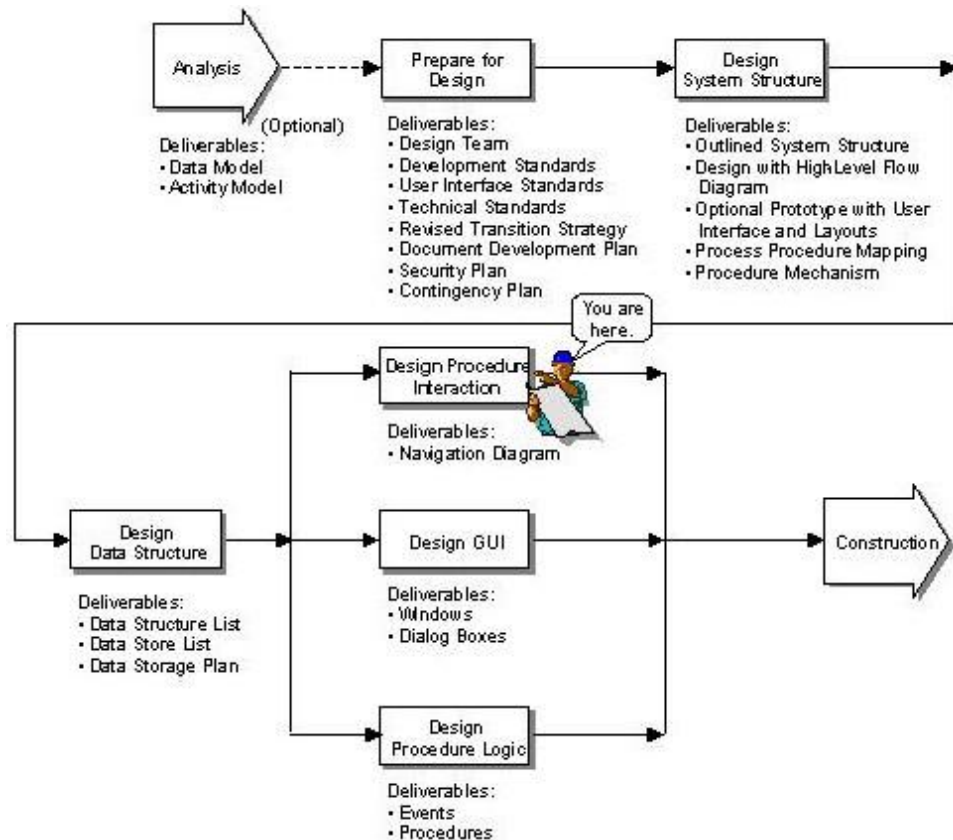 Analysis
(Optional)
Deliverables:
• Data Model
• Activity Model
Prepare for
Design
Deliverables:
• Design Team
• Development Standards
• User Interface Standards
• Technical Standards
• Revised Transition Strategy
• Document Development Plan
• Security Plan
• Contingency Plan
Design
System Structure
Deliverables:
• Outlined System Structure
• Design with HighLevel Flow
Diagram
• Optional Prototype with User
Interface and Layouts
• Process Procedure Mapping
• Procedure Mechanism
You are
here.
Design Procedure
Interaction
Deliverables:
• Navigation Diagram
Design
Data Structure
Deliverables:
• Data Structure List
• Data Store List
• Data Storage Plan
Design GUI
Deliverables:
• Windows
• Dialog Boxes
Design
Procedure Logic
Deliverables:
• Events
• Procedures
Construction